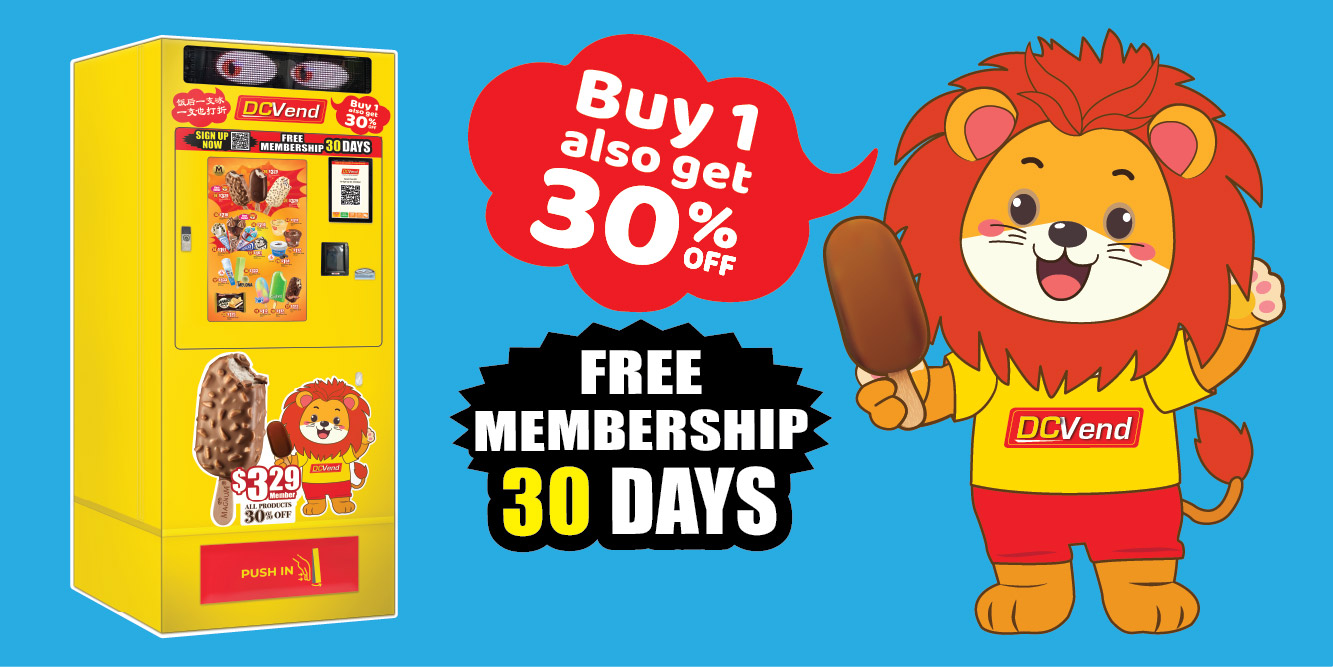 饭后一支冰
一支也打折
DCVend
Buy 1
also get
30%
OFF
SIGN UP
NOW
FREE
MEMBERSHIP 30 DAYS
DCVend
MAGNUM
DCVend
$3.29
Member
ALL PRODUCTS
30% OFF
PUSH IN
Buy 1
also get
30%
OFF
FREE
MEMBERSHIP
30 DAYS
DCVend